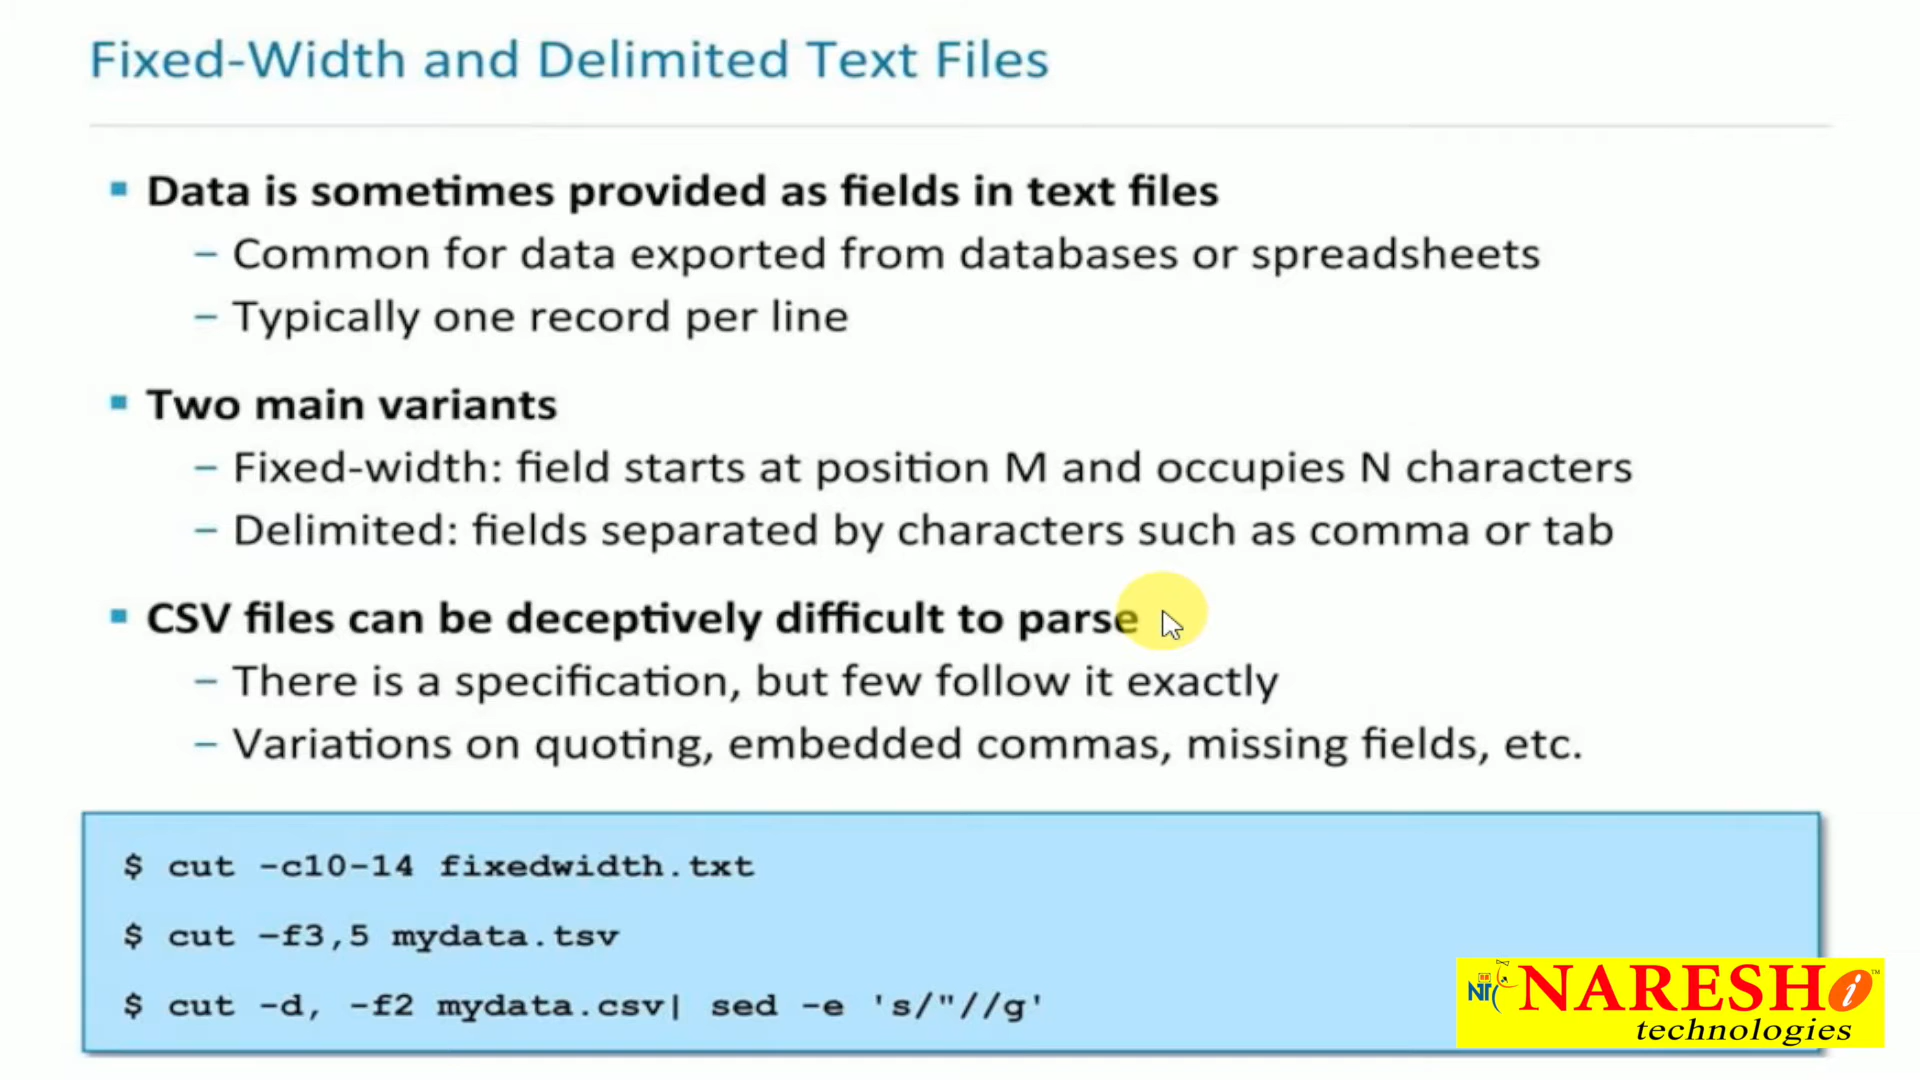 Fixed-Width and Delimited Text Files
▪ Data is sometimes provided as fields in text files
– Common for data exported from databases or spreadsheets
– Typically one record per line
▪ Two main variants
– Fixed-width: field starts at position M and occupies N characters
– Delimited: fields separated by characters such as comma or tab
▪ CSV files can be deceptively difficult to parse
– There is a specification, but few follow it exactly
– Variations on quoting, embedded commas, missing fields, etc.
$ cut -c10-14 fixedwidth.txt
$ cut –f3,5 mydata.tsv
$ cut -d, -f2 mydata.csv| sed -e 's/"//g'
NT NARESH i ™
technologies